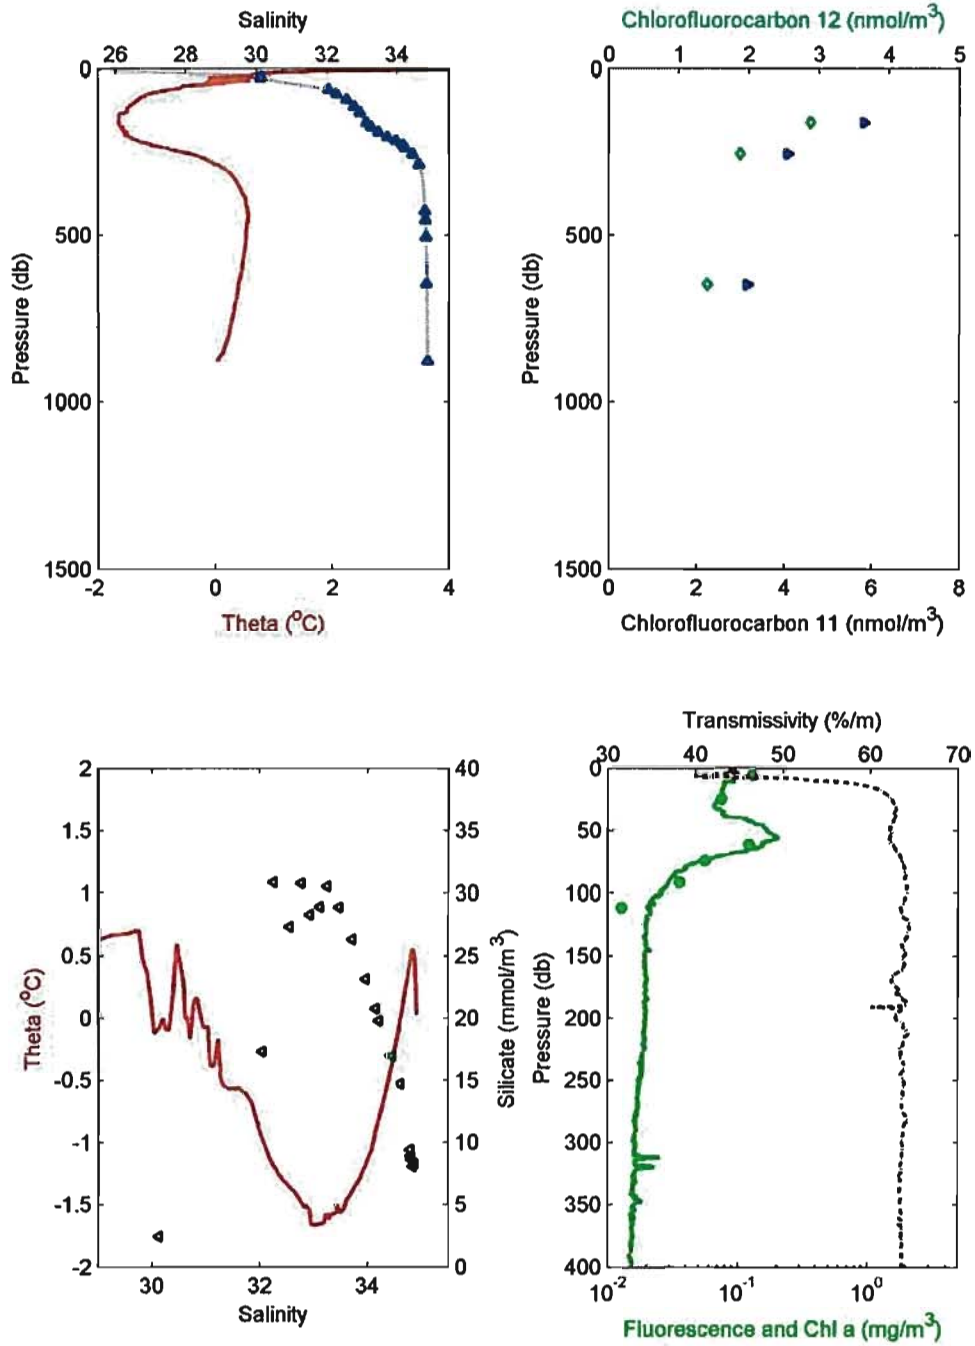 Salinity
26 28 30 32 34
0
500
1000
1500
Pressure (db)
-2 0 2 4
Theta (°C)
Chlorofluorocarbon 12 (nmol/m³)
0 1 2 3 4 5
0
500
1000
1500
Pressure (db)
0 2 4 6 8
Chlorofluorocarbon 11 (nmol/m³)
2
1.5
1
0.5
0
-0.5
-1
-1.5
-2
Theta (°C)
40
35
30
25
20
15
10
5
0
Silicate (mmol/m³)
30 32 34
Salinity
Transmissivity (%/m)
30 40 50 60 70
0
50
100
150
200
250
300
350
400
Pressure (db)
10⁻² 10⁻¹ 10⁰
Fluorescence and Chl a (mg/m³)